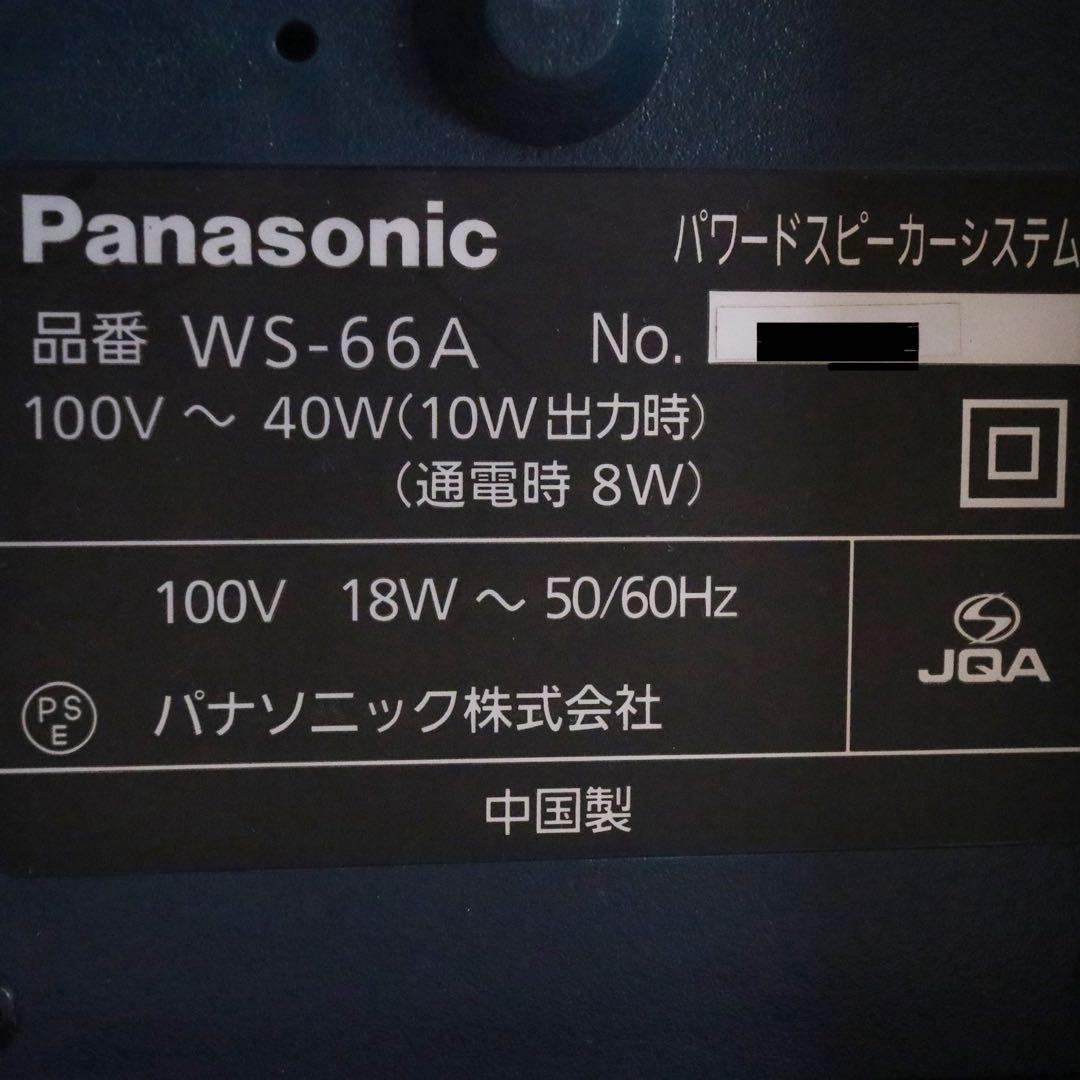 Panasonic パワードスピーカーシステム
品番 WS-66A No.
100V 〜 40W(10W出力時)
(通電時 8W)
100V 18W 〜 50/60Hz
JQA
PSE パナソニック株式会社
中国製